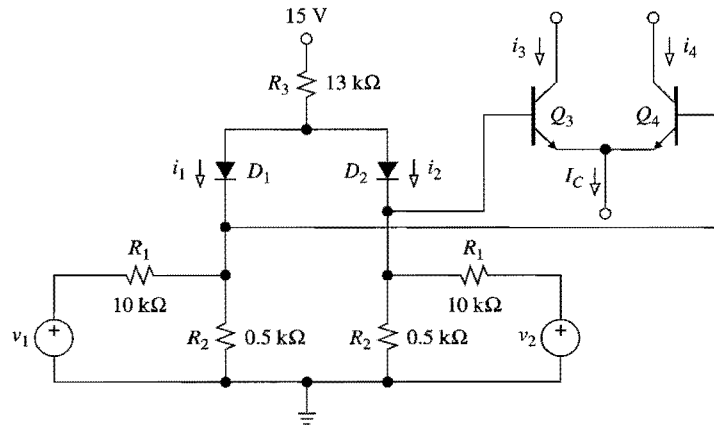 15 V
R3 13 kΩ
i3
i4
Q3
Q4
i1
D1
D2
i2
IC
R1
10 kΩ
R1
10 kΩ
v1
R2
0.5 kΩ
R2
0.5 kΩ
v2
+
+